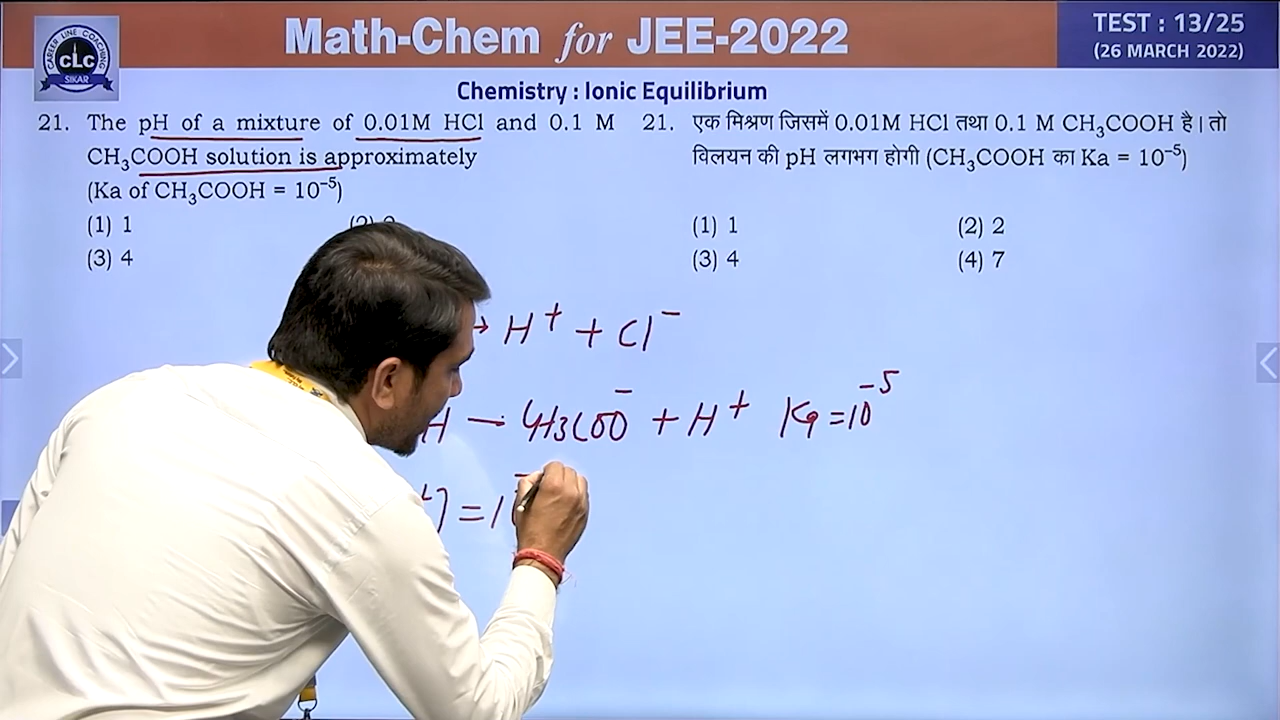 Math-Chem for JEE-2022
TEST : 13/25
(26 MARCH 2022)
CAREER LINE COACHING
CLC
SIKAR
Chemistry : Ionic Equilibrium
21. The pH of a mixture of 0.01M HCl and 0.1 M
CH₃COOH solution is approximately
(Ka of CH₃COOH = 10⁻⁵)
(1) 1
(3) 4
21. एक मिश्रण जिसमें 0.01M HCl तथा 0.1 M CH₃COOH है। तो
विलयन की pH लगभग होगी (CH₃COOH का Ka = 10⁻⁵)
(1) 1 (2) 2
(3) 4 (4) 7
→ H⁺ + Cl⁻
H — CH3COO⁻ + H⁺ Ka = 10⁻⁵
] = 1